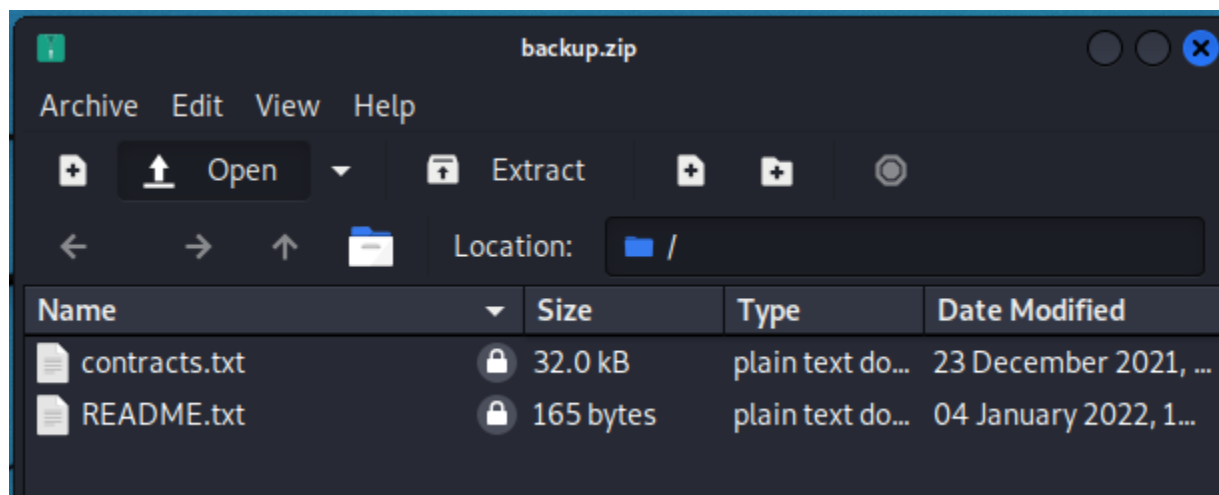 backup.zip
Archive Edit View Help
Open Extract
Location: /
Name Size Type Date Modified
contracts.txt 32.0 kB plain text do... 23 December 2021, ...
README.txt 165 bytes plain text do... 04 January 2022, 1...